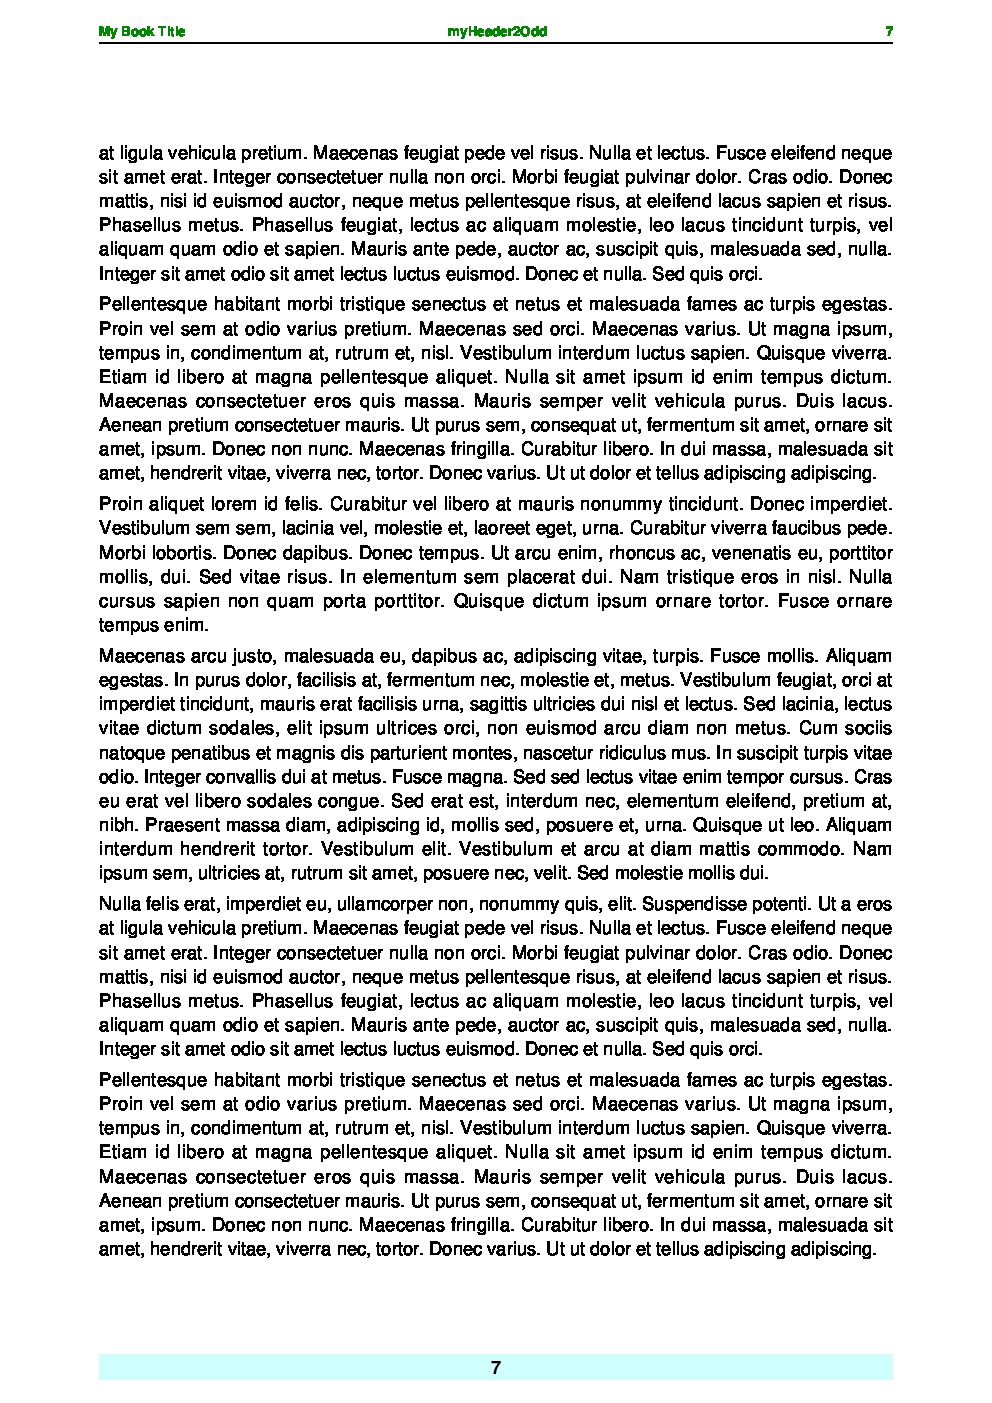 My Book Title myHeader2Odd 7
at ligula vehicula pretium. Maecenas feugiat pede vel risus. Nulla et lectus. Fusce eleifend neque
sit amet erat. Integer consectetuer nulla non orci. Morbi feugiat pulvinar dolor. Cras odio. Donec
mattis, nisi id euismod auctor, neque metus pellentesque risus, at eleifend lacus sapien et risus.
Phasellus metus. Phasellus feugiat, lectus ac aliquam molestie, leo lacus tincidunt turpis, vel
aliquam quam odio et sapien. Mauris ante pede, auctor ac, suscipit quis, malesuada sed, nulla.
Integer sit amet odio sit amet lectus luctus euismod. Donec et nulla. Sed quis orci.
Pellentesque habitant morbi tristique senectus et netus et malesuada fames ac turpis egestas.
Proin vel sem at odio varius pretium. Maecenas sed orci. Maecenas varius. Ut magna ipsum,
tempus in, condimentum at, rutrum et, nisl. Vestibulum interdum luctus sapien. Quisque viverra.
Etiam id libero at magna pellentesque aliquet. Nulla sit amet ipsum id enim tempus dictum.
Maecenas consectetuer eros quis massa. Mauris semper velit vehicula purus. Duis lacus.
Aenean pretium consectetuer mauris. Ut purus sem, consequat ut, fermentum sit amet, ornare sit
amet, ipsum. Donec non nunc. Maecenas fringilla. Curabitur libero. In dui massa, malesuada sit
amet, hendrerit vitae, viverra nec, tortor. Donec varius. Ut ut dolor et tellus adipiscing adipiscing.
Proin aliquet lorem id felis. Curabitur vel libero at mauris nonummy tincidunt. Donec imperdiet.
Vestibulum sem sem, lacinia vel, molestie et, laoreet eget, urna. Curabitur viverra faucibus pede.
Morbi lobortis. Donec dapibus. Donec tempus. Ut arcu enim, rhoncus ac, venenatis eu, porttitor
mollis, dui. Sed vitae risus. In elementum sem placerat dui. Nam tristique eros in nisl. Nulla
cursus sapien non quam porta porttitor. Quisque dictum ipsum ornare tortor. Fusce ornare
tempus enim.
Maecenas arcu justo, malesuada eu, dapibus ac, adipiscing vitae, turpis. Fusce mollis. Aliquam
egestas. In purus dolor, facilisis at, fermentum nec, molestie et, metus. Vestibulum feugiat, orci at
imperdiet tincidunt, mauris erat facilisis urna, sagittis ultricies dui nisl et lectus. Sed lacinia, lectus
vitae dictum sodales, elit ipsum ultrices orci, non euismod arcu diam non metus. Cum sociis
natoque penatibus et magnis dis parturient montes, nascetur ridiculus mus. In suscipit turpis vitae
odio. Integer convallis dui at metus. Fusce magna. Sed sed lectus vitae enim tempor cursus. Cras
eu erat vel libero sodales congue. Sed erat est, interdum nec, elementum eleifend, pretium at,
nibh. Praesent massa diam, adipiscing id, mollis sed, posuere et, urna. Quisque ut leo. Aliquam
interdum hendrerit tortor. Vestibulum elit. Vestibulum et arcu at diam mattis commodo. Nam
ipsum sem, ultricies at, rutrum sit amet, posuere nec, velit. Sed molestie mollis dui.
Nulla felis erat, imperdiet eu, ullamcorper non, nonummy quis, elit. Suspendisse potenti. Ut a eros
at ligula vehicula pretium. Maecenas feugiat pede vel risus. Nulla et lectus. Fusce eleifend neque
sit amet erat. Integer consectetuer nulla non orci. Morbi feugiat pulvinar dolor. Cras odio. Donec
mattis, nisi id euismod auctor, neque metus pellentesque risus, at eleifend lacus sapien et risus.
Phasellus metus. Phasellus feugiat, lectus ac aliquam molestie, leo lacus tincidunt turpis, vel
aliquam quam odio et sapien. Mauris ante pede, auctor ac, suscipit quis, malesuada sed, nulla.
Integer sit amet odio sit amet lectus luctus euismod. Donec et nulla. Sed quis orci.
Pellentesque habitant morbi tristique senectus et netus et malesuada fames ac turpis egestas.
Proin vel sem at odio varius pretium. Maecenas sed orci. Maecenas varius. Ut magna ipsum,
tempus in, condimentum at, rutrum et, nisl. Vestibulum interdum luctus sapien. Quisque viverra.
Etiam id libero at magna pellentesque aliquet. Nulla sit amet ipsum id enim tempus dictum.
Maecenas consectetuer eros quis massa. Mauris semper velit vehicula purus. Duis lacus.
Aenean pretium consectetuer mauris. Ut purus sem, consequat ut, fermentum sit amet, ornare sit
amet, ipsum. Donec non nunc. Maecenas fringilla. Curabitur libero. In dui massa, malesuada sit
amet, hendrerit vitae, viverra nec, tortor. Donec varius. Ut ut dolor et tellus adipiscing adipiscing.
7